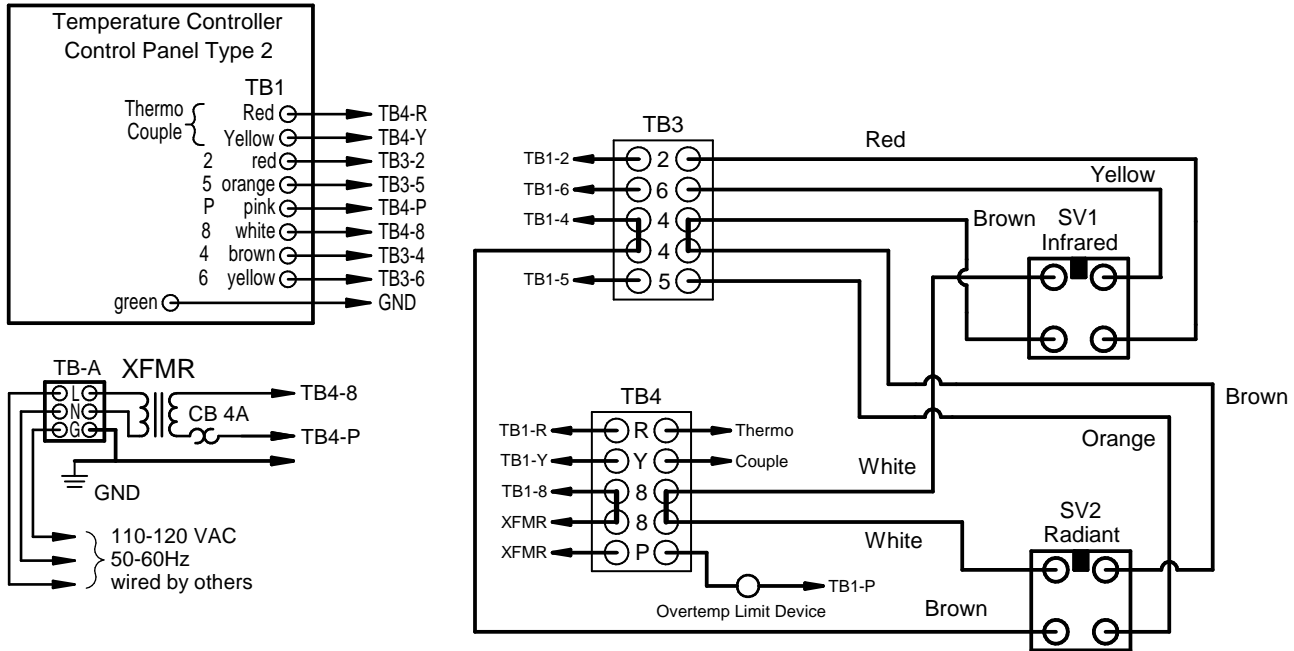 Temperature Controller
Control Panel Type 2
TB1
Thermo
Couple
Red TB4-R
Yellow TB4-Y
2 red TB3-2
5 orange TB3-5
P pink TB4-P
8 white TB4-8
4 brown TB3-4
6 yellow TB3-6
green GND
TB-A XFMR
L
N
G
CB 4A
TB4-8
TB4-P
GND
110-120 VAC
50-60Hz
wired by others
TB3
TB1-2 2
TB1-6 6
TB1-4 4
4
TB1-5 5
Red
Yellow
Brown
SV1
Infrared
Brown
Orange
TB4
TB1-R R Thermo
TB1-Y Y Couple
TB1-8 8
XFMR 8
XFMR P
White
White
TB1-P
Overtemp Limit Device
Brown
SV2
Radiant